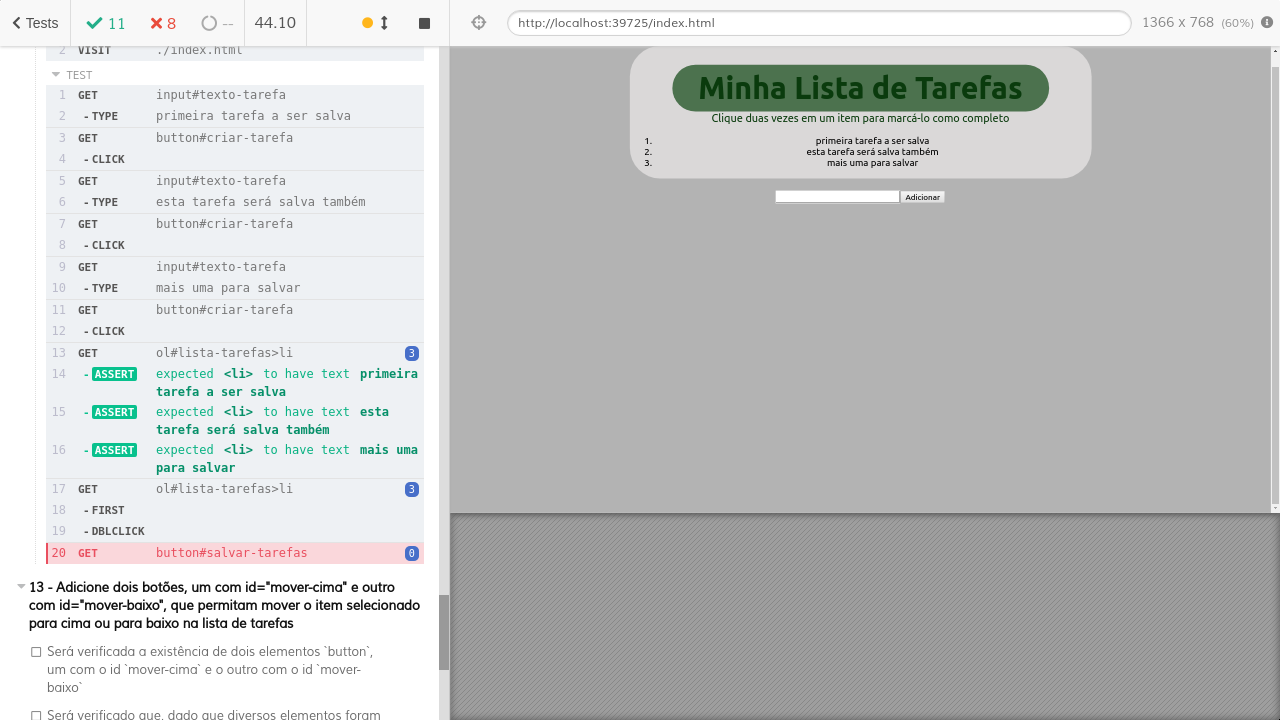 Tests 11 8 -- 44.10
http://localhost:39725/index.html 1366 x 768 (60%)
2 VISIT ./index.html
TEST
1 GET input#texto-tarefa
2 -TYPE primeira tarefa a ser salva
3 GET button#criar-tarefa
4 -CLICK
5 GET input#texto-tarefa
6 -TYPE esta tarefa será salva também
7 GET button#criar-tarefa
8 -CLICK
9 GET input#texto-tarefa
10 -TYPE mais uma para salvar
11 GET button#criar-tarefa
12 -CLICK
13 GET ol#lista-tarefas>li 3
14 -ASSERT expected <li> to have text primeira
tarefa a ser salva
15 -ASSERT expected <li> to have text esta
tarefa será salva também
16 -ASSERT expected <li> to have text mais uma
para salvar
17 GET ol#lista-tarefas>li 3
18 -FIRST
19 -DBLCLICK
20 GET button#salvar-tarefas 0
13 - Adicione dois botões, um com id="mover-cima" e outro
com id="mover-baixo", que permitam mover o item selecionado
para cima ou para baixo na lista de tarefas
Será verificada a existência de dois elementos `button`,
um com o id `mover-cima` e o outro com o id `mover-
baixo`
Será verificado que, dado que diversos elementos foram
Minha Lista de Tarefas
Clique duas vezes em um item para marcá-lo como completo
1. primeira tarefa a ser salva
2. esta tarefa será salva também
3. mais uma para salvar
Adicionar